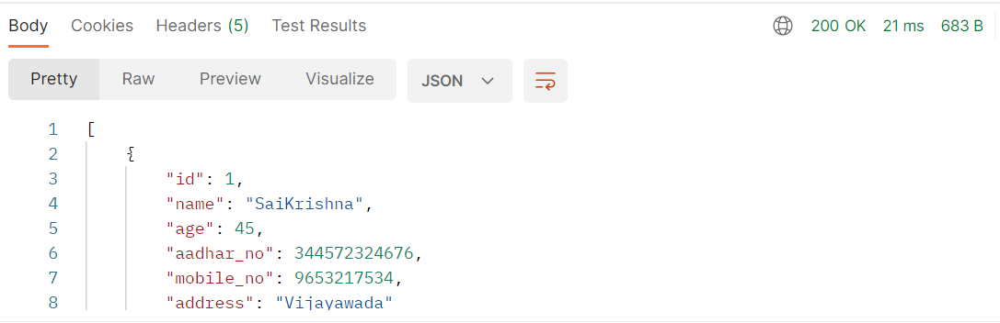 Body Cookies Headers (5) Test Results 200 OK 21 ms 683 B
Pretty Raw Preview Visualize JSON
1 [
2 {
3 "id": 1,
4 "name": "SaiKrishna",
5 "age": 45,
6 "aadhar_no": 344572324676,
7 "mobile_no": 9653217534,
8 "address": "Vijayawada"